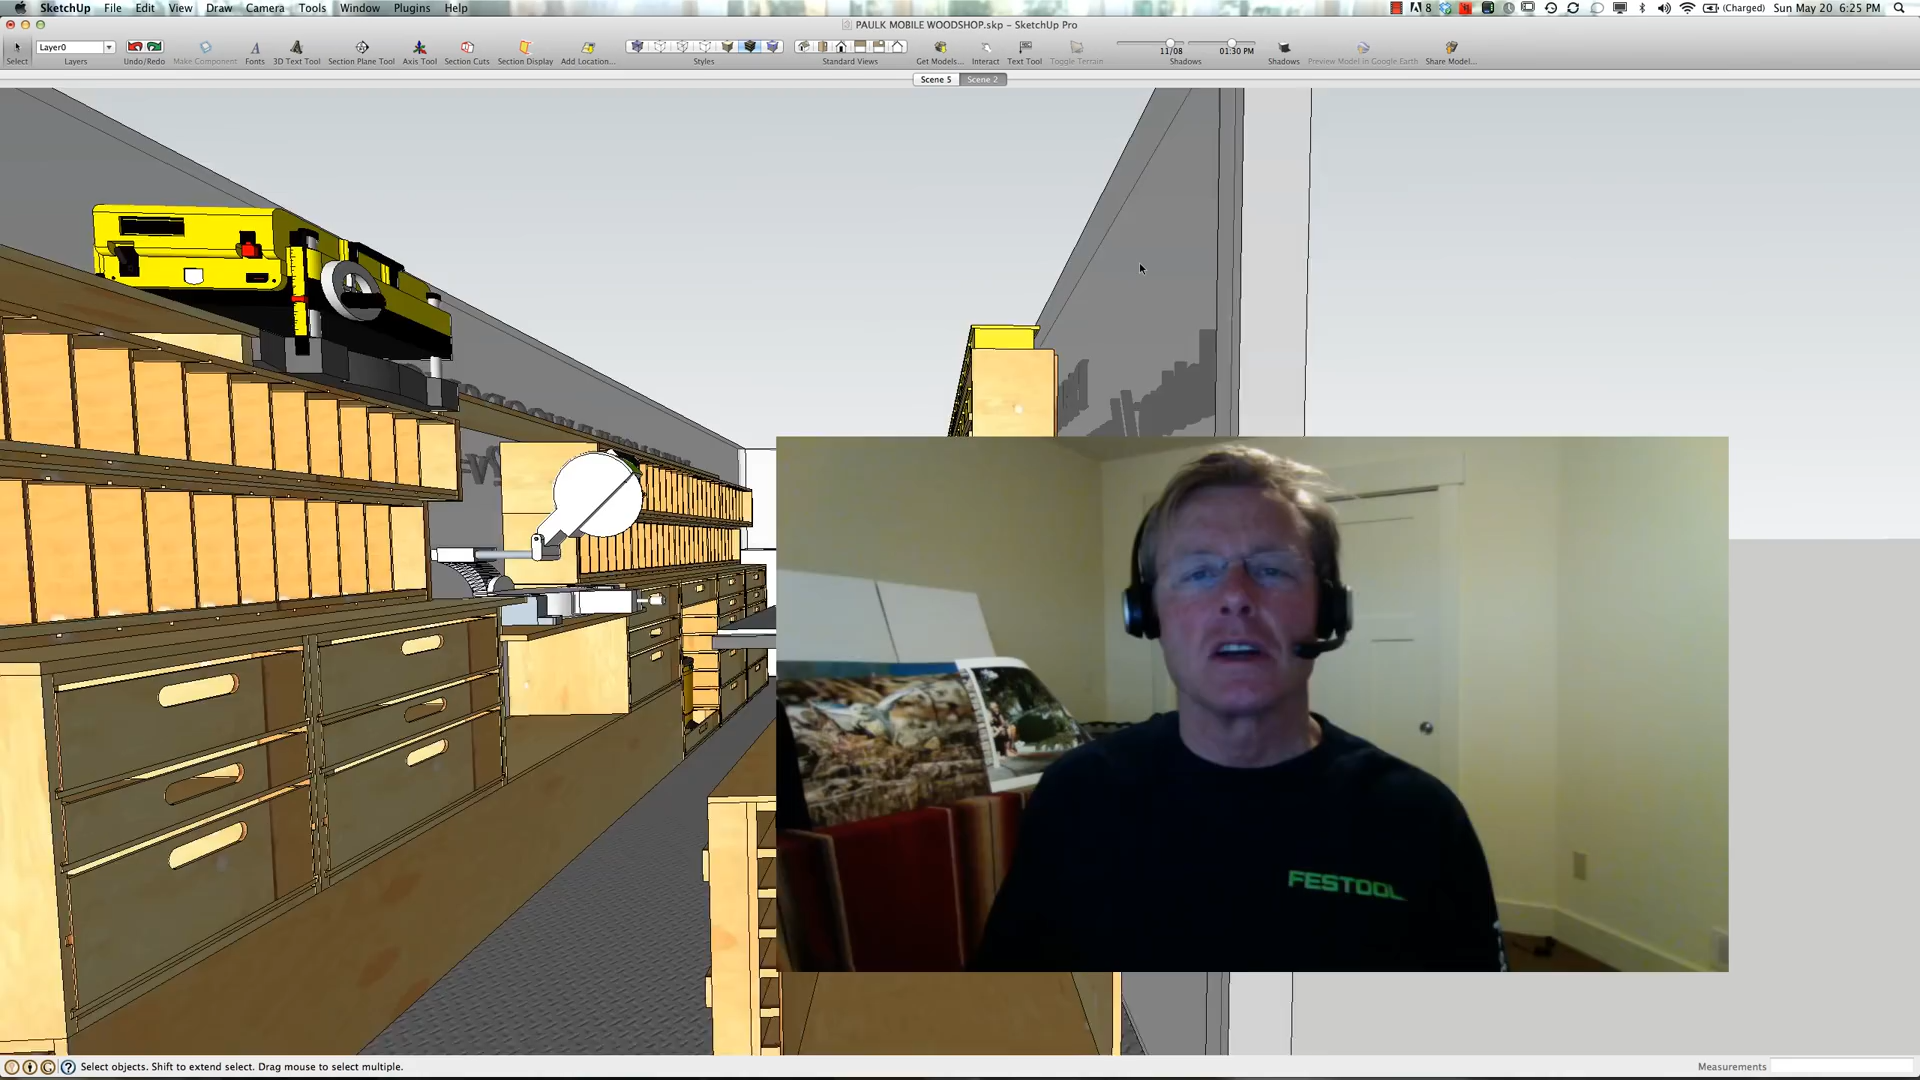 SketchUp File Edit View Draw Camera Tools Window Plugins Help
8 (Charged) Sun May 20 6:25 PM
PAULK MOBILE WOODSHOP.skp – SketchUp Pro
Layer0
11/08 01:30 PM
Select Layers Undo/Redo Make Component Fonts 3D Text Tool Section Plane Tool Axis Tool Section Cuts Section Display Add Location... Styles Standard Views Get Models... Interact Text Tool Toggle Terrain Shadows Shadows Preview Model in Google Earth Share Model...
Scene 5 Scene 2
FESTOOL
Select objects. Shift to extend select. Drag mouse to select multiple.
Measurements